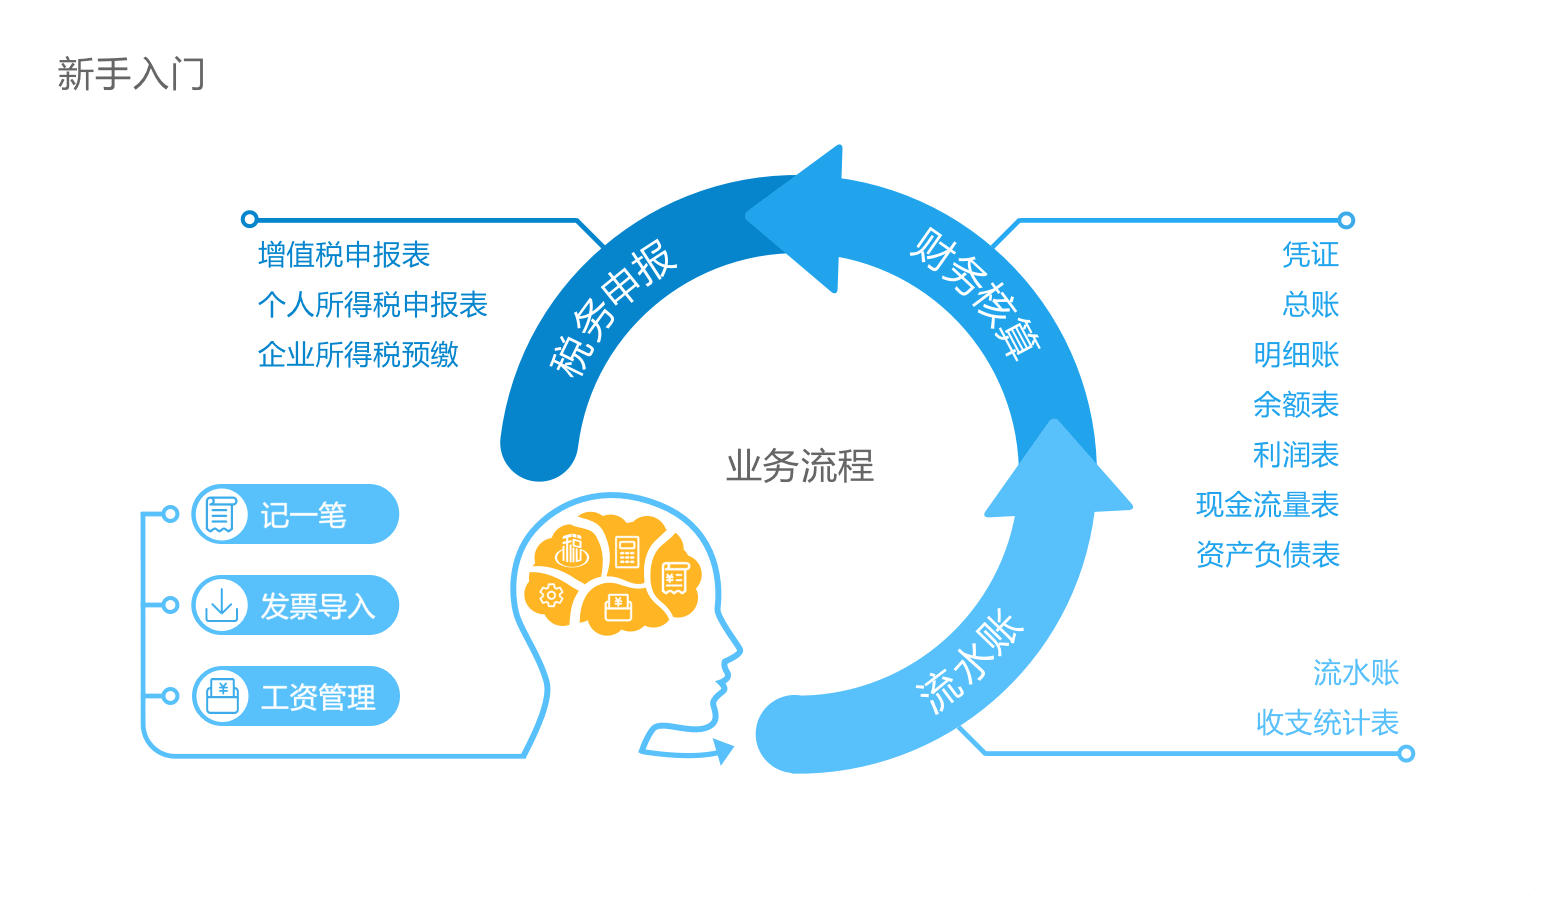 新手入门
增值税申报表
个人所得税申报表
企业所得税预缴
税务申报
财务核算
凭证
总账
明细账
余额表
利润表
现金流量表
资产负债表
业务流程
记一笔
发票导入
工资管理
税
¥
¥
流水账
流水账
收支统计表